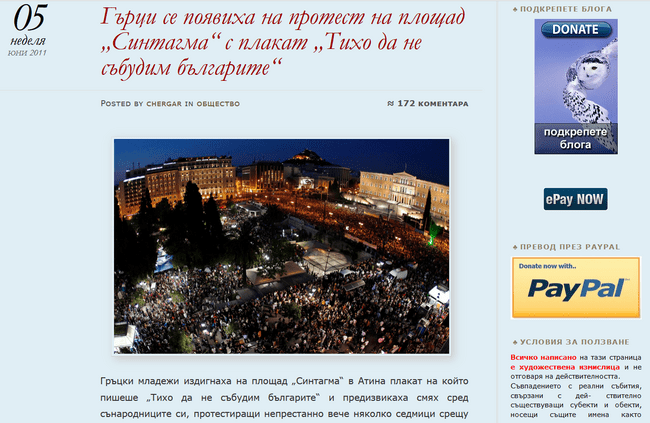 05
неделя
ЮНИ 2011
Гърци се появиха на протест на площад
„Синтагма“ с плакат „Тихо да не
събудим българите“
POSTED BY CHERGAR IN ОБЩЕСТВО
≈ 172 КОМЕНТАРА
Гръцки младежи издигнаха на площад „Синтагма“ в Атина плакат на който
пишеше „Тихо да не събудим българите“ и предизвикаха смях сред
сънародниците си, протестиращи непрестанно вече няколко седмици срещу
♠ ПОДКРЕПЕТЕ БЛОГА
DONATE
подкрепете
блога
ePay NOW
♠ ПРЕВОД ПРЕЗ PAYPAL
Donate now with..
PayPal
♠ УСЛОВИЯ ЗА ПОЛЗВАНЕ
Всичко написано на тази страница
е художествена измислица и не
отговаря на действителността.
Съвпадението с реални събития,
свързани с дей- ствително
съществуващи субекти и обекти,
носещи същите имена както